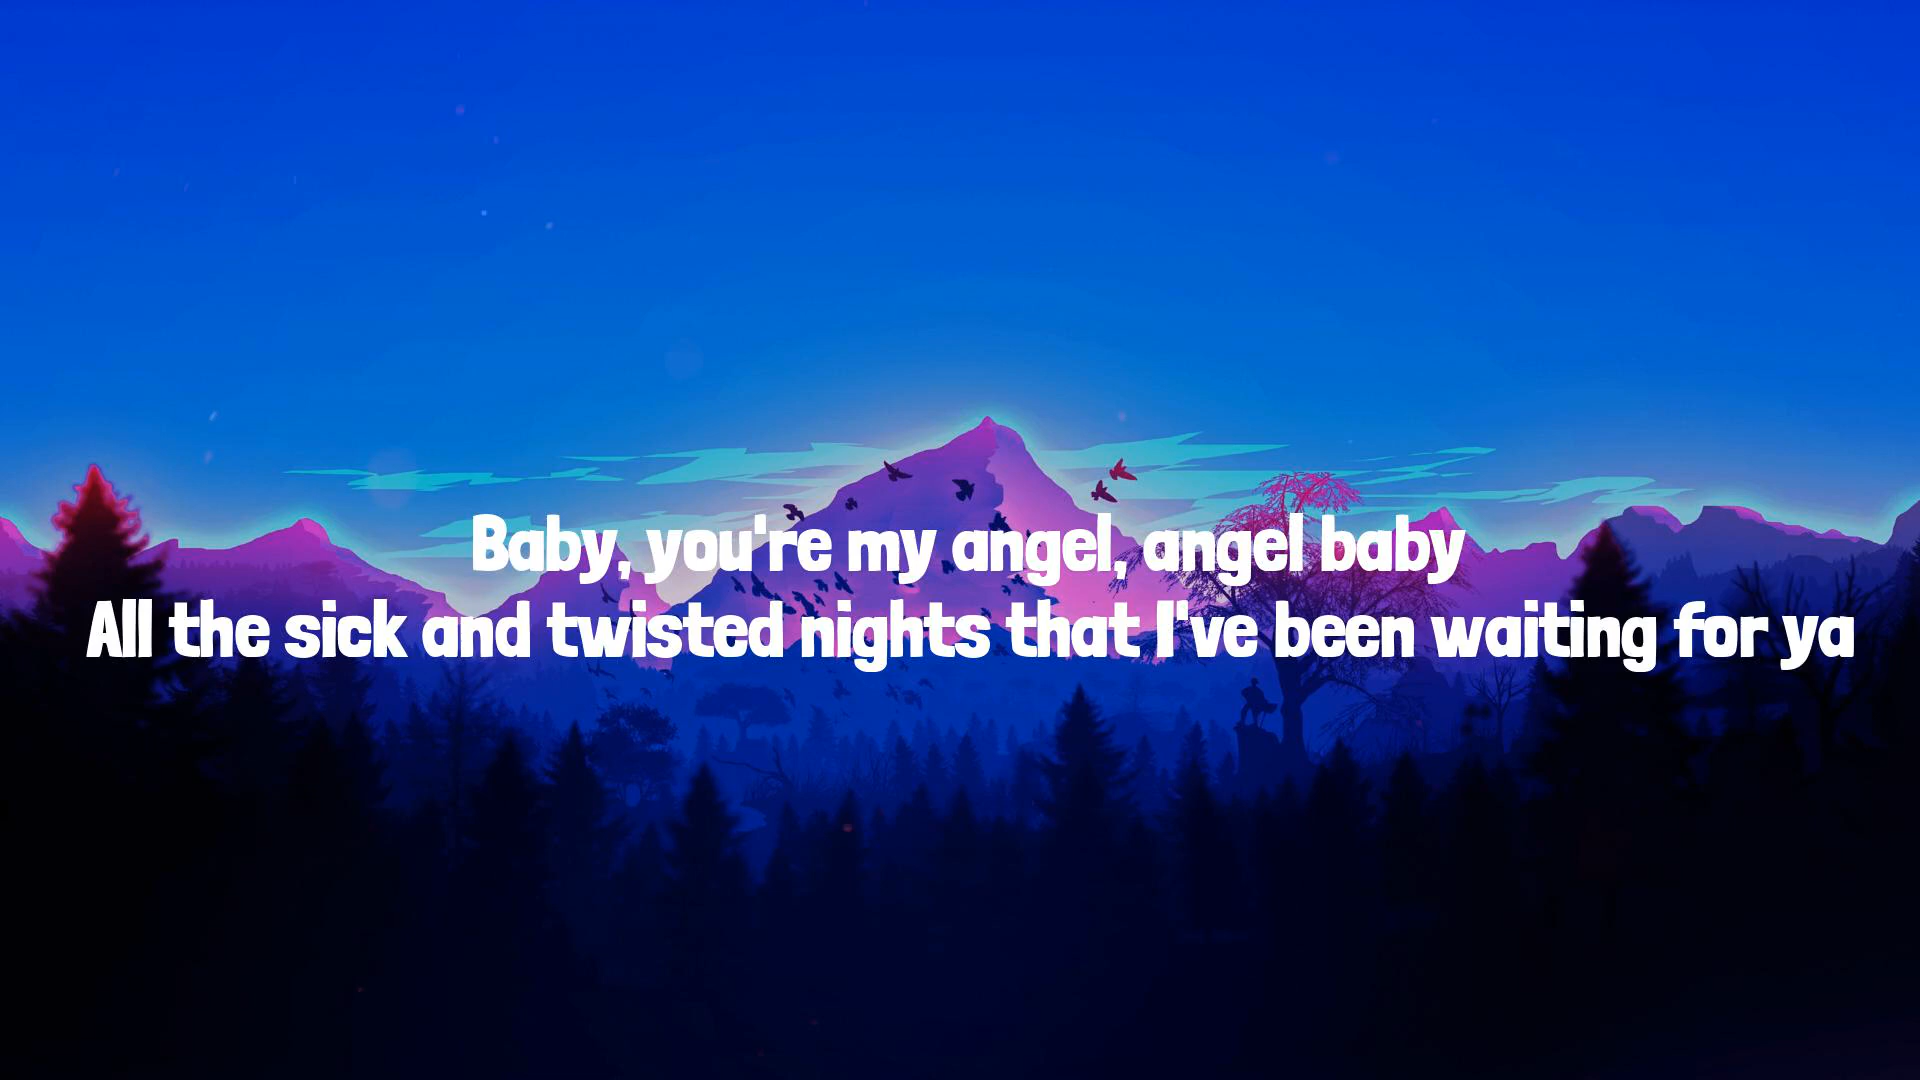 Baby, you're my angel, angel baby
All the sick and twisted nights that I've been waiting for ya